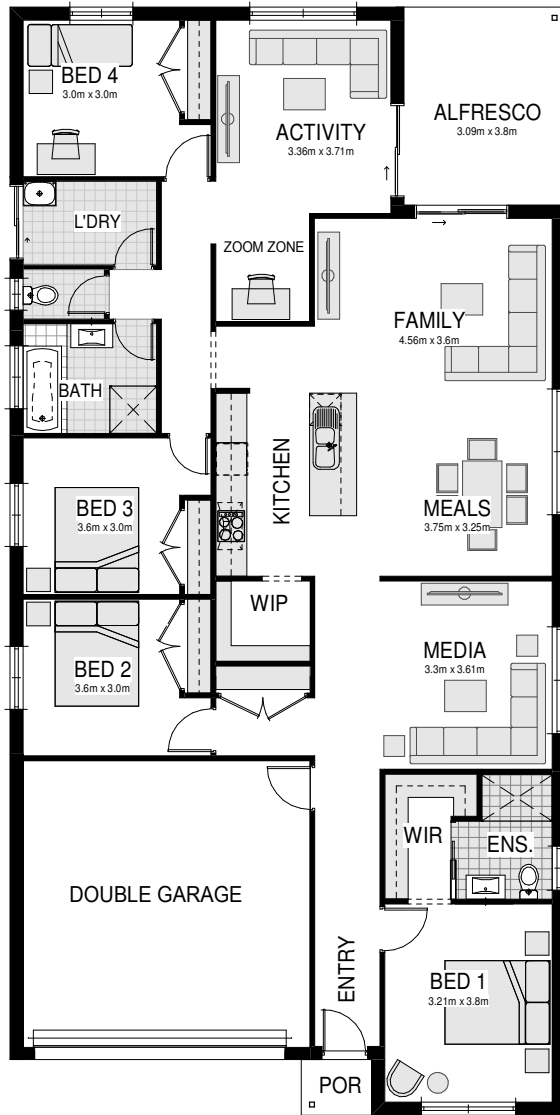 BED 4
3.0m x 3.0m
ACTIVITY
3.36m x 3.71m
ALFRESCO
3.09m x 3.8m
L'DRY
ZOOM ZONE
FAMILY
4.56m x 3.6m
BATH
KITCHEN
BED 3
3.6m x 3.0m
MEALS
3.75m x 3.25m
WIP
BED 2
3.6m x 3.0m
MEDIA
3.3m x 3.61m
WIR
ENS.
DOUBLE GARAGE
ENTRY
BED 1
3.21m x 3.8m
POR